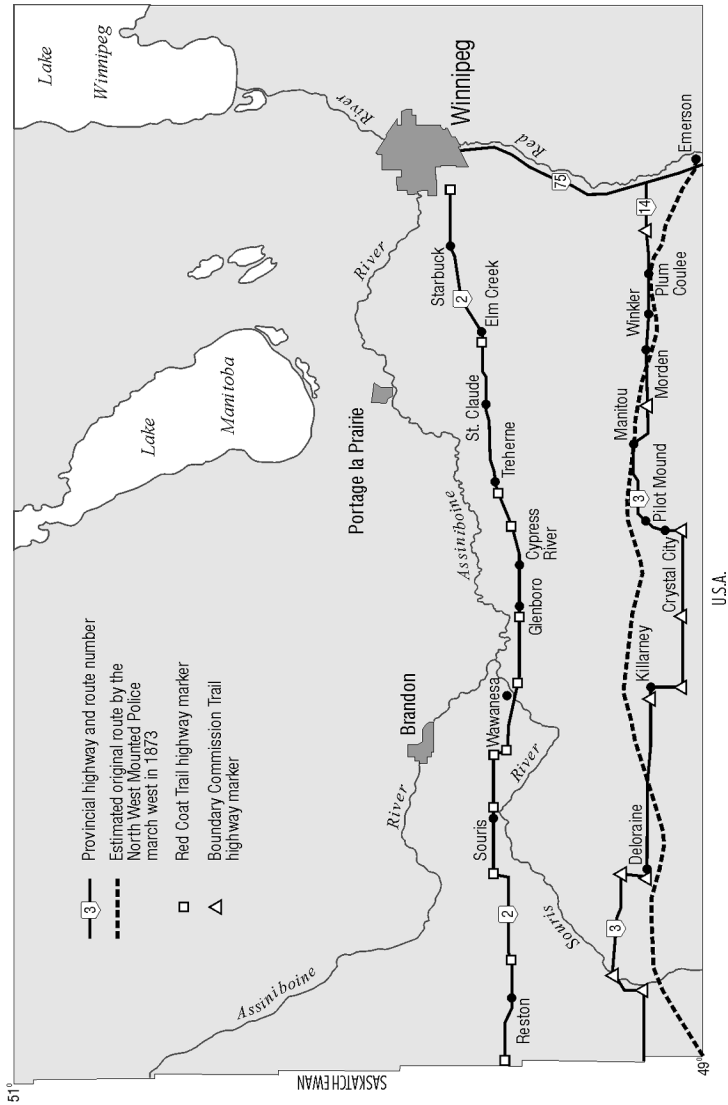 51°
SASKATCHEWAN
49°
U.S.A.
3
Provincial highway and route number
Estimated original route by the
North West Mounted Police
march west in 1873
Red Coat Trail highway marker
Boundary Commission Trail
highway marker
Lake
Winnipeg
Lake
Manitoba
River
Winnipeg
Red
75
Emerson
14
River
Portage la Prairie
Assiniboine
Brandon
River
Assiniboine
Starbuck
2
Elm Creek
St. Claude
Treherne
Cypress
River
Glenboro
Wawanesa
River
Souris
2
Souris
Reston
Plum
Coulee
Winkler
Morden
Manitou
3
Pilot Mound
Crystal City
Killarney
Deloraine
3